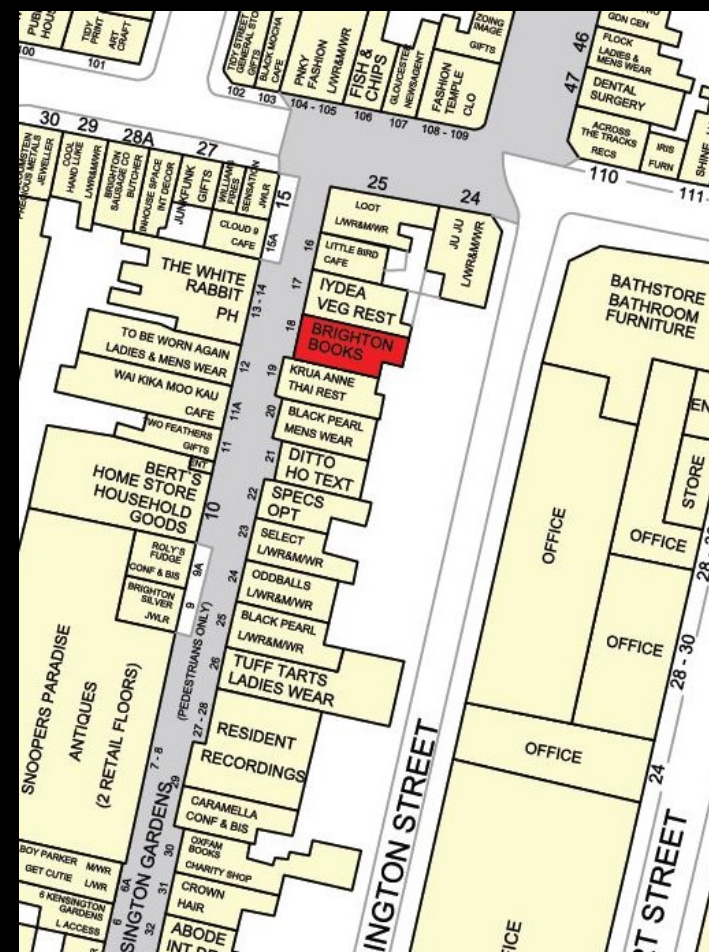 PUBLIC
HOUS
100
TIDY
PRINT
ART
CRAFT
101
TIDY STREET
GENERAL STO
GIFTS
BLACK MOCHA
CAFE
102
103
PNKY
FASHION
L/WR&M/WR
104 - 105
FISH &
CHIPS
106
GLOUCESTER
NEWSAGENT
107
ZOING
IMAGE
GIFTS
FASHION
TEMPLE
CLO
108 - 109
46
47
GDN CEN
FLOCK
LADIES &
MENS WEAR
DENTAL
SURGERY
ACROSS
THE TRACKS
RECS
IRIS
FURN
SHINE
110
111
30
29
28A
27
PRECIOUS METALS
JEWELLER
COOL
HAND LUKE
L/WR&M/WR
BRIGHTON
SAUSAGE CO
BUTCHER
INHOUSE SPACE
INT DECOR
JUNKFUNK
GIFTS
WILLIAMS
FIRES
SENSATION
JWLR
15
CLOUD 9
CAFE
15A
25
24
LOOT
L/WR&M/WR
JU JU
L/WR&M/WR
16
LITTLE BIRD
CAFE
17
IYDEA
VEG REST
18
BRIGHTON
BOOKS
THE WHITE
RABBIT
PH
13 - 14
TO BE WORN AGAIN
LADIES & MENS WEAR
12
WAI KIKA MOO KAU
CAFE
11A
TWO FEATHERS
GIFTS
11
ENT
BERT'S
HOME STORE
HOUSEHOLD
GOODS
10
19
KRUA ANNE
THAI REST
20
BLACK PEARL
MENS WEAR
21
DITTO
HO TEXT
22
SPECS
OPT
23
SELECT
L/WR&M/WR
24
ODDBALLS
L/WR&M/WR
25
BLACK PEARL
L/WR&M/WR
26
TUFF TARTS
LADIES WEAR
27 - 28
RESIDENT
RECORDINGS
29
CARAMELLA
CONF & BIS
30
OXFAM
BOOKS
CHARITY SHOP
31
CROWN
HAIR
32
ABODE
ROLY'S
FUDGE
CONF & BIS
9A
BRIGHTON
SILVER
JWLR
9
(PEDESTRIANS ONLY)
SNOOPERS PARADISE
ANTIQUES
(2 RETAIL FLOORS)
7 - 8
BOY PARKER M/WR
GET CUTIE L/WR
6A
6 KENSINGTON
GARDENS
L ACCESS
6
SINGTON GARDENS
INGTON STREET
BATHSTORE
BATHROOM
FURNITURE
OFFICE
EN
STORE
OFFICE
OFFICE
28 - 30
OFFICE
24
T STREET